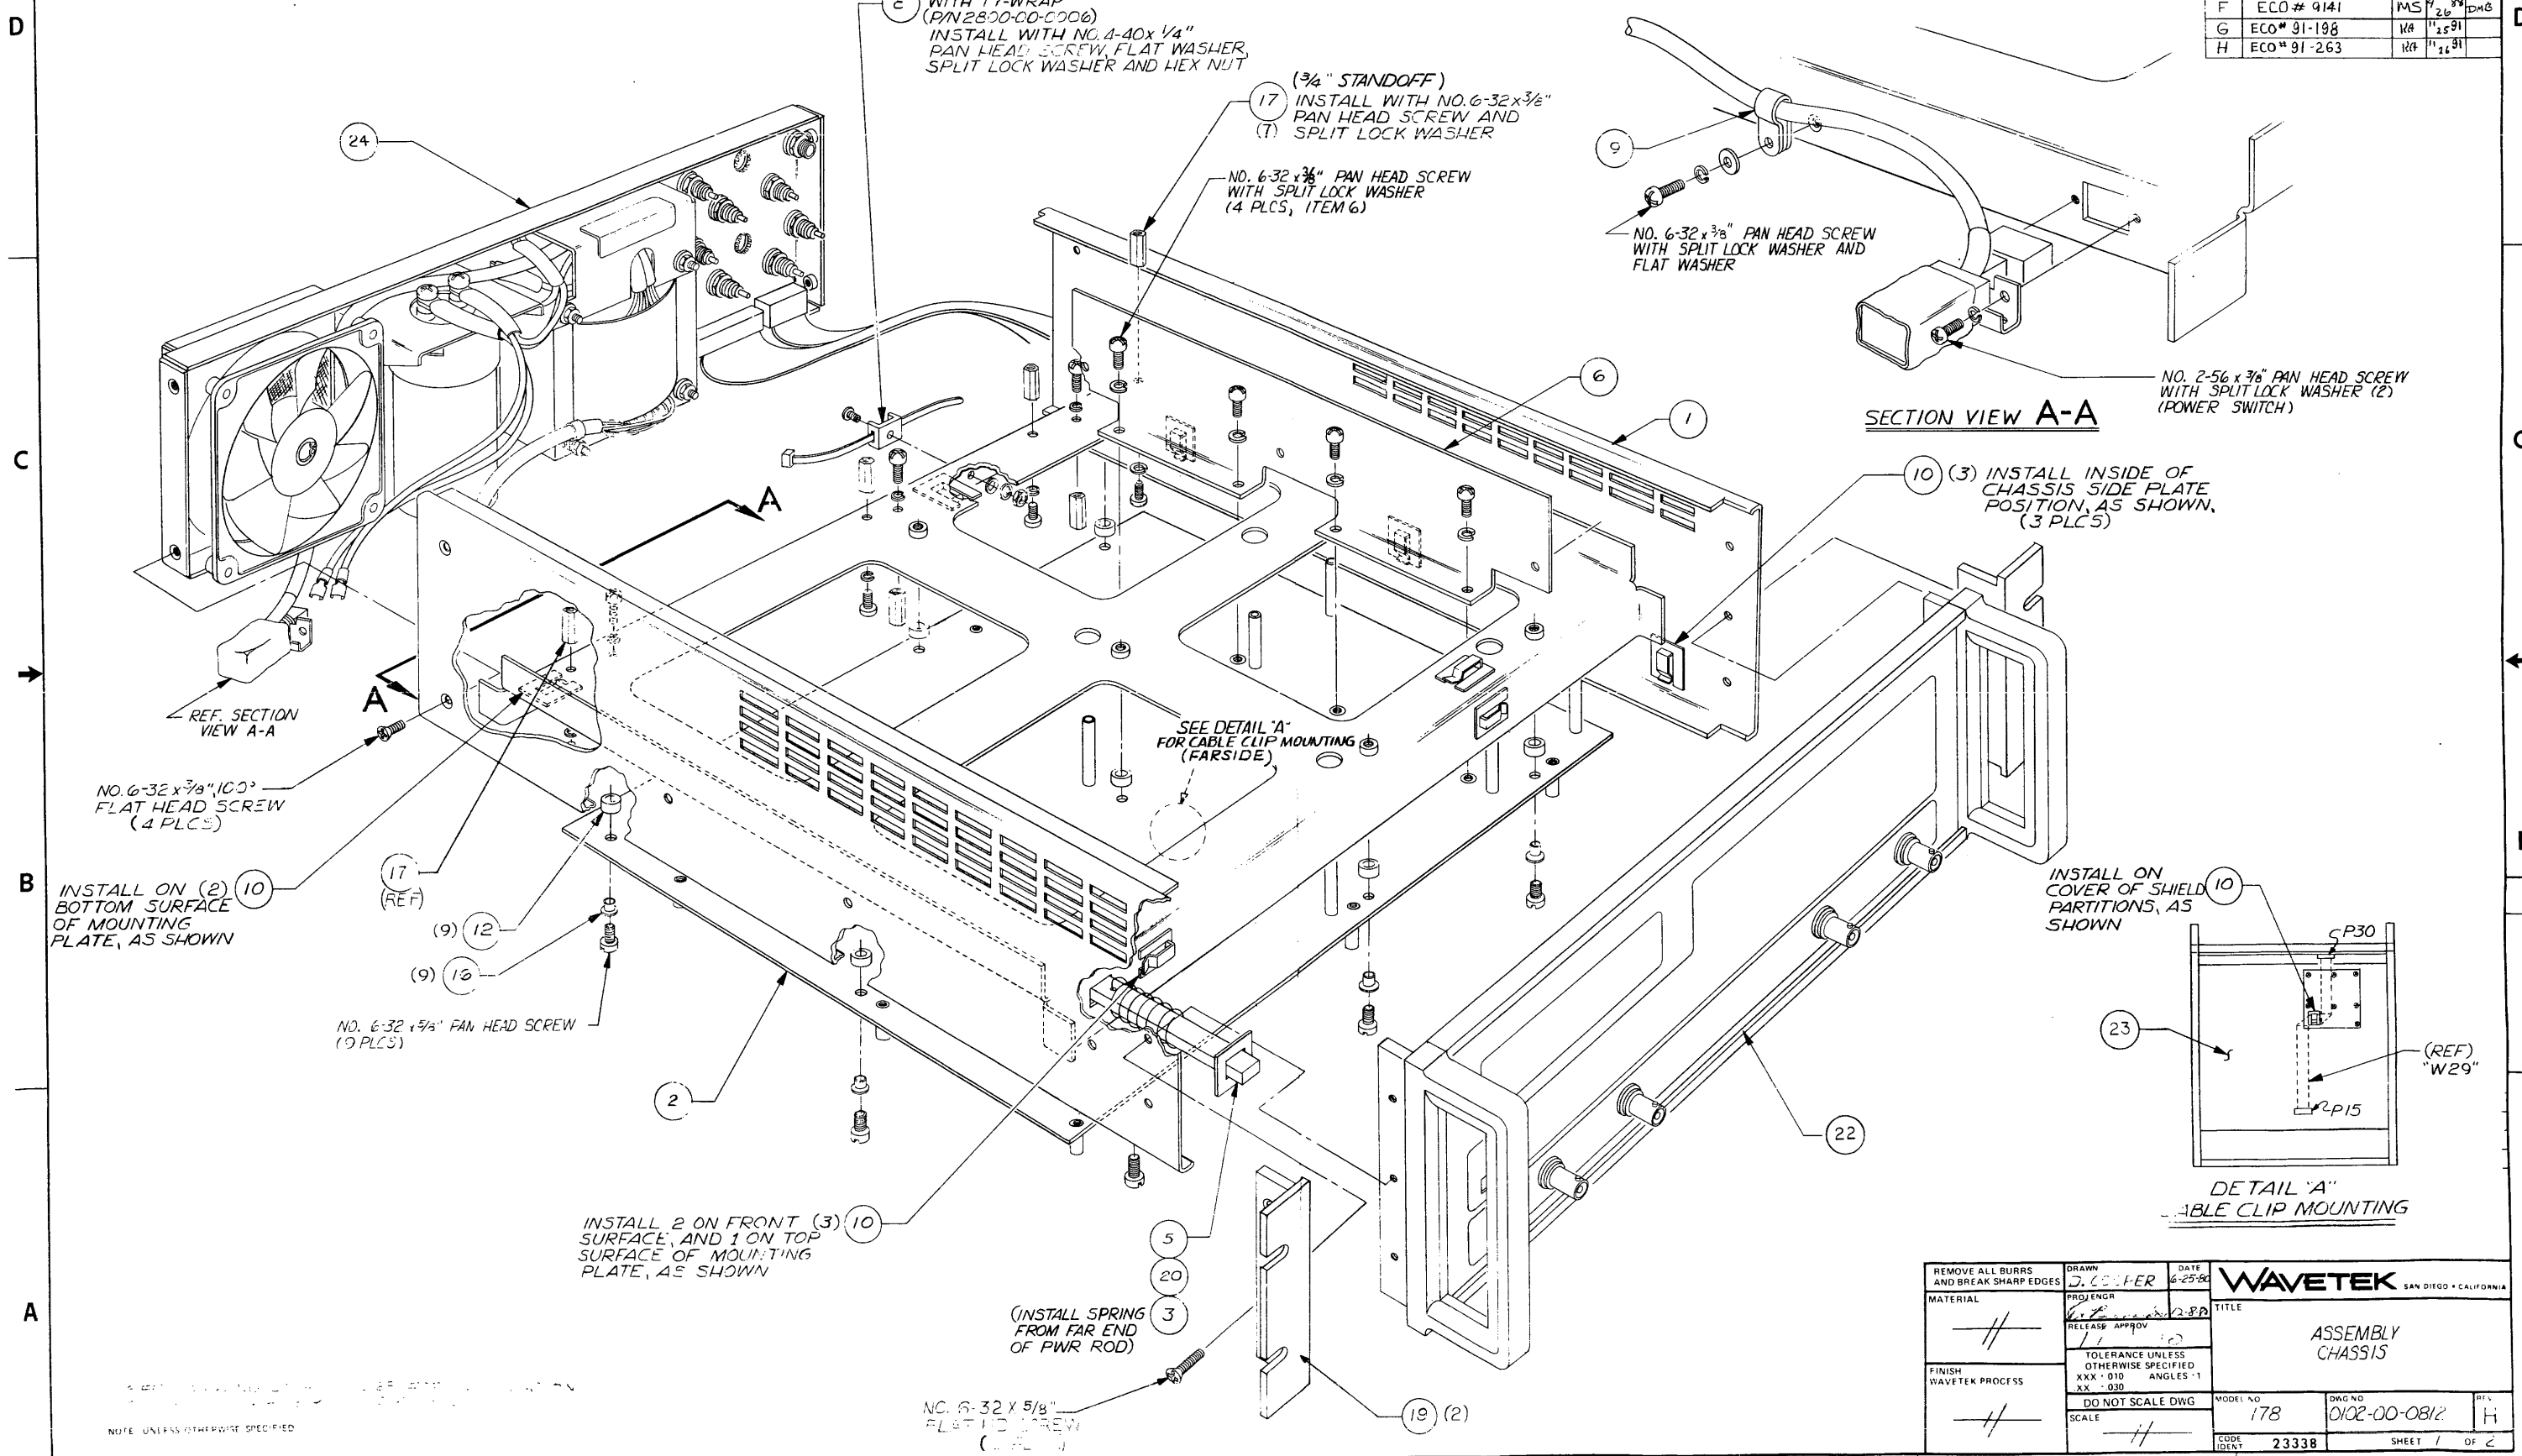 D
WITH TY-WRAP
(P/N 2800-00-0006)
INSTALL WITH NO. 4-40 x 1/4"
PAN HEAD SCREW, FLAT WASHER,
SPLIT LOCK WASHER AND HEX NUT
F ECO# 9141 MS DMB
G ECO# 91-198
H ECO# 91-263
24
(3/4" STANDOFF)
17 INSTALL WITH NO. 6-32 x 3/8"
(7) PAN HEAD SCREW AND
SPLIT LOCK WASHER
NO. 6-32 x 3/8" PAN HEAD SCREW
WITH SPLIT LOCK WASHER
(4 PLCS, ITEM 6)
9
NO. 6-32 x 3/8" PAN HEAD SCREW
WITH SPLIT LOCK WASHER AND
FLAT WASHER
NO. 2-56 x 3/8" PAN HEAD SCREW
WITH SPLIT LOCK WASHER (2)
(POWER SWITCH)
SECTION VIEW A-A
6
1
C
10 (3) INSTALL INSIDE OF
CHASSIS SIDE PLATE
POSITION, AS SHOWN,
(3 PLCS)
A
A
REF. SECTION
VIEW A-A
SEE DETAIL "A"
FOR CABLE CLIP MOUNTING
(FARSIDE)
NO. 6-32 x 3/8", 100°
FLAT HEAD SCREW
(4 PLCS)
B
INSTALL ON (2) 10
BOTTOM SURFACE
OF MOUNTING
PLATE, AS SHOWN
17
(REF)
(9) 12
(9)
NO. 6-32 x 5/8" PAN HEAD SCREW
(9 PLCS)
2
INSTALL ON
COVER OF SHIELD 10
PARTITIONS, AS
SHOWN
P30
23
(REF)
"W29"
P15
22
DETAIL "A"
CLIP MOUNTING
INSTALL 2 ON FRONT (3) 10
SURFACE, AND 1 ON TOP
SURFACE OF MOUNTING
PLATE, AS SHOWN
5
20
(INSTALL SPRING 3
FROM FAR END
OF PWR ROD)
A
NO. 6-32 X 5/8"
19 (2)
NOTE UNLESS OTHERWISE SPECIFIED
REMOVE ALL BURRS
AND BREAK SHARP EDGES
DRAWN
DATE
6-25-80
WAVETEK SAN DIEGO • CALIFORNIA
MATERIAL
PROJ ENGR
TITLE
RELEASE APPROV
ASSEMBLY
CHASSIS
TOLERANCE UNLESS
OTHERWISE SPECIFIED
XXX ·010 ANGLES ·1
.XX ·.030
FINISH
WAVETEK PROCESS
DO NOT SCALE DWG
SCALE
MODEL NO
178
DWG NO
0102-00-0812
REV
H
CODE
IDENT 23338
SHEET 1 OF 2